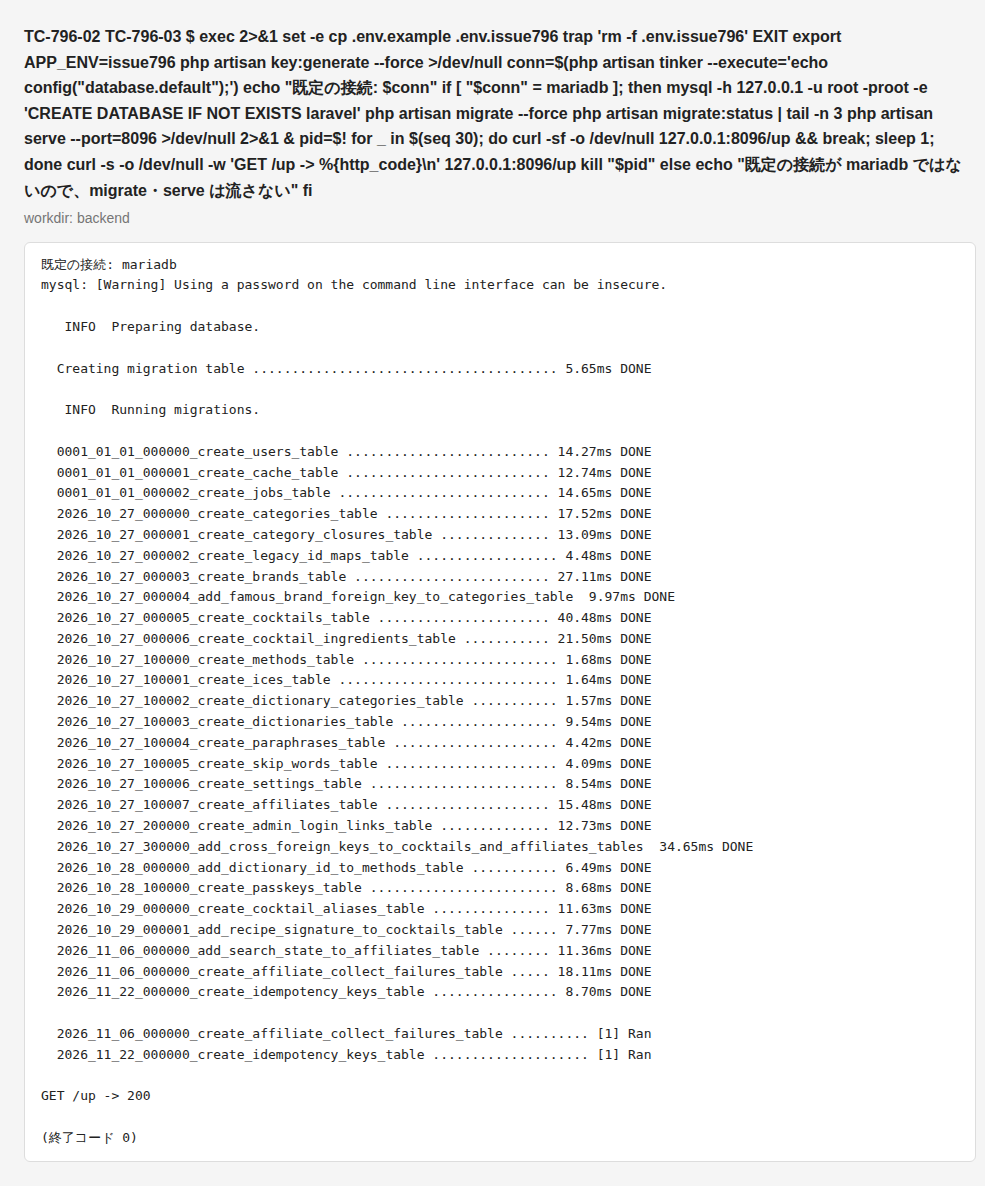 TC-796-02 TC-796-03 $ exec 2>&1 set -e cp .env.example .env.issue796 trap 'rm -f .env.issue796' EXIT export
APP_ENV=issue796 php artisan key:generate --force >/dev/null conn=$(php artisan tinker --execute='echo
config("database.default");') echo "既定の接続: $conn" if [ "$conn" = mariadb ]; then mysql -h 127.0.0.1 -u root -proot -e
'CREATE DATABASE IF NOT EXISTS laravel' php artisan migrate --force php artisan migrate:status | tail -n 3 php artisan
serve --port=8096 >/dev/null 2>&1 & pid=$! for _ in $(seq 30); do curl -sf -o /dev/null 127.0.0.1:8096/up && break; sleep 1;
done curl -s -o /dev/null -w 'GET /up -> %{http_code}\n' 127.0.0.1:8096/up kill "$pid" else echo "既定の接続が mariadb ではな
いので、migrate・serve は流さない" fi
workdir: backend
既定の接続: mariadb
mysql: [Warning] Using a password on the command line interface can be insecure.
INFO  Preparing database.
Creating migration table ....................................... 5.65ms DONE
INFO  Running migrations.
0001_01_01_000000_create_users_table .......................... 14.27ms DONE
0001_01_01_000001_create_cache_table .......................... 12.74ms DONE
0001_01_01_000002_create_jobs_table ........................... 14.65ms DONE
2026_10_27_000000_create_categories_table ..................... 17.52ms DONE
2026_10_27_000001_create_category_closures_table .............. 13.09ms DONE
2026_10_27_000002_create_legacy_id_maps_table .................. 4.48ms DONE
2026_10_27_000003_create_brands_table ......................... 27.11ms DONE
2026_10_27_000004_add_famous_brand_foreign_key_to_categories_table  9.97ms DONE
2026_10_27_000005_create_cocktails_table ...................... 40.48ms DONE
2026_10_27_000006_create_cocktail_ingredients_table ........... 21.50ms DONE
2026_10_27_100000_create_methods_table ......................... 1.68ms DONE
2026_10_27_100001_create_ices_table ............................ 1.64ms DONE
2026_10_27_100002_create_dictionary_categories_table ........... 1.57ms DONE
2026_10_27_100003_create_dictionaries_table .................... 9.54ms DONE
2026_10_27_100004_create_paraphrases_table ..................... 4.42ms DONE
2026_10_27_100005_create_skip_words_table ...................... 4.09ms DONE
2026_10_27_100006_create_settings_table ........................ 8.54ms DONE
2026_10_27_100007_create_affiliates_table ..................... 15.48ms DONE
2026_10_27_200000_create_admin_login_links_table .............. 12.73ms DONE
2026_10_27_300000_add_cross_foreign_keys_to_cocktails_and_affiliates_tables  34.65ms DONE
2026_10_28_000000_add_dictionary_id_to_methods_table ........... 6.49ms DONE
2026_10_28_100000_create_passkeys_table ........................ 8.68ms DONE
2026_10_29_000000_create_cocktail_aliases_table ............... 11.63ms DONE
2026_10_29_000001_add_recipe_signature_to_cocktails_table ...... 7.77ms DONE
2026_11_06_000000_add_search_state_to_affiliates_table ........ 11.36ms DONE
2026_11_06_000000_create_affiliate_collect_failures_table ..... 18.11ms DONE
2026_11_22_000000_create_idempotency_keys_table ................ 8.70ms DONE
2026_11_06_000000_create_affiliate_collect_failures_table .......... [1] Ran
2026_11_22_000000_create_idempotency_keys_table .................... [1] Ran
GET /up -> 200
(終了コード 0)